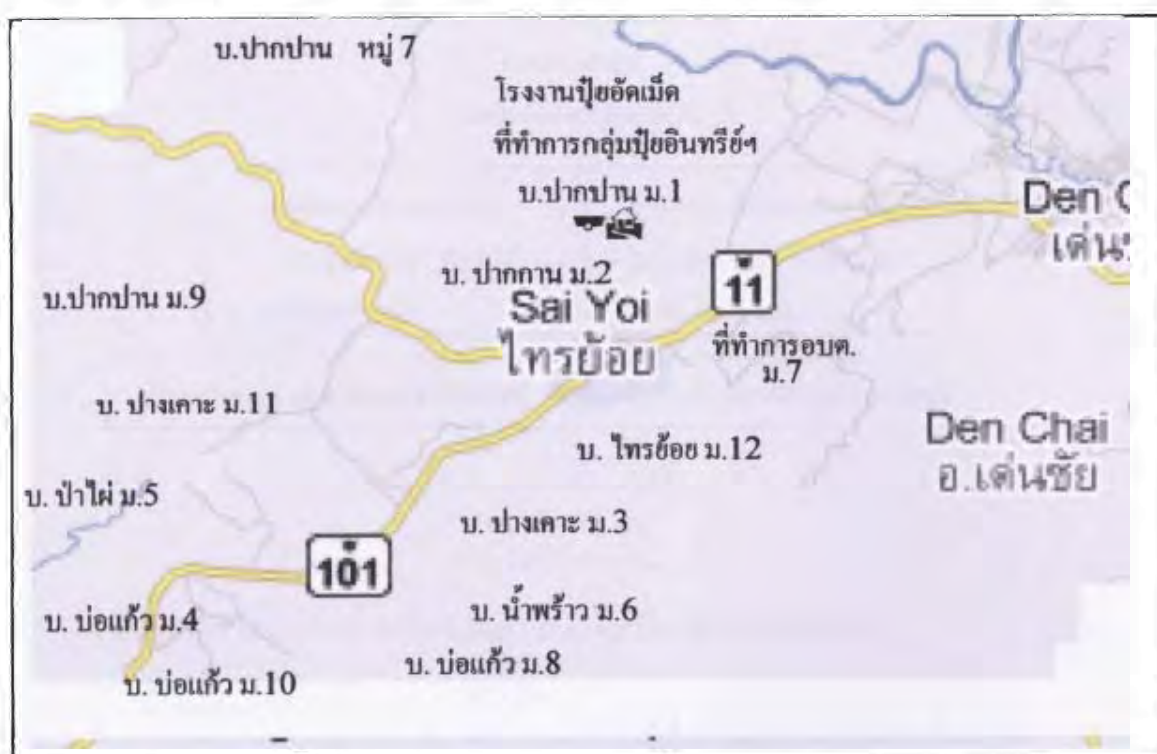 บ.ปากปาน หมู่ 7
โรงงานปุ๋ยอัดเม็ด
ที่ทำการกลุ่มปุ๋ยอินทรีย์ฯ
บ.ปากปาน ม.1
Den C
เด่นช
บ. ปากกาน ม.2
11
บ.ปากปาน ม.9
Sai Yoi
ไทรย้อย
ที่ทำการอบต.
ม.7
บ. ปางเคาะ ม.11
Den Chai
อ.เด่นชัย
บ. ไทรย้อย ม.12
บ. ป่าไผ่ ม.5
บ. ปางเคาะ ม.3
101
บ. น้ำพร้าว ม.6
บ. บ่อแก้ว ม.4
บ. บ่อแก้ว ม.8
บ. บ่อแก้ว ม.10